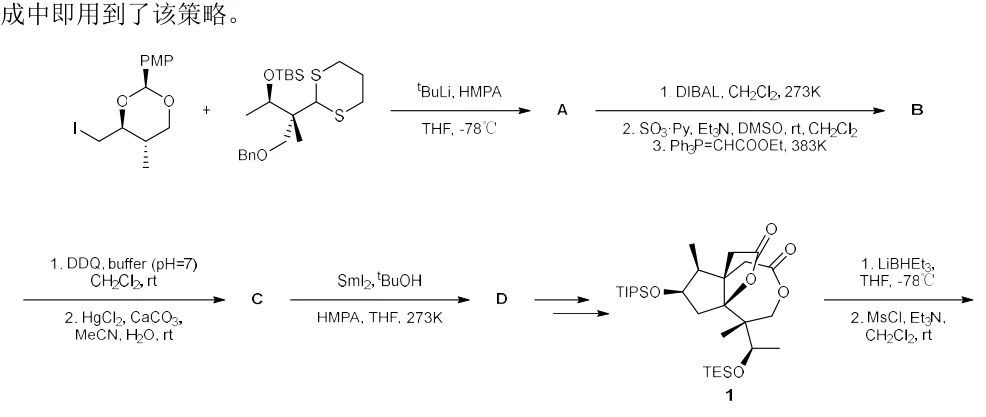 成中即用到了该策略。
PMP
O
O
I
+
OTBS
S
S
BnO
ᵗBuLi, HMPA
THF, -78℃
A
1. DIBAL, CH₂Cl₂, 273K
2. SO₃·Py, Et₃N, DMSO, rt, CH₂Cl₂
3. Ph₃P=CHCOOEt, 383K
B
1. DDQ, buffer (pH=7)
CH₂Cl₂, rt
2. HgCl₂, CaCO₃,
MeCN, H₂O, rt
C
SmI₂, ᵗBuOH
HMPA, THF, 273K
D
O
O
O
O
TIPSO
TESO
1
1. LiBHEt₃,
THF, -78℃
2. MsCl, Et₃N,
CH₂Cl₂, rt